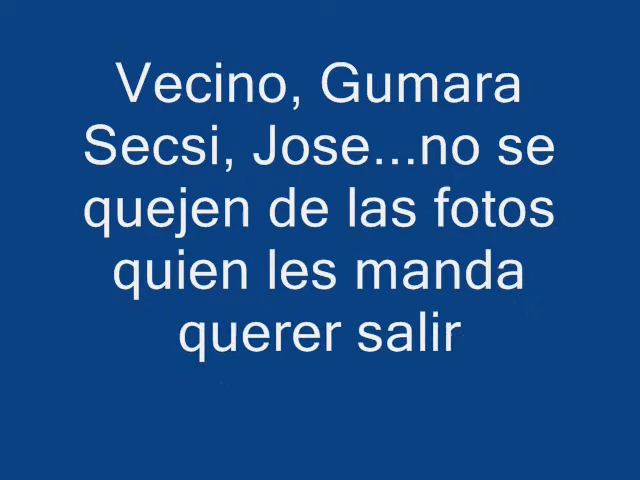 Vecino, Gumara
Secsi, Jose...no se
quejen de las fotos
quien les manda
querer salir